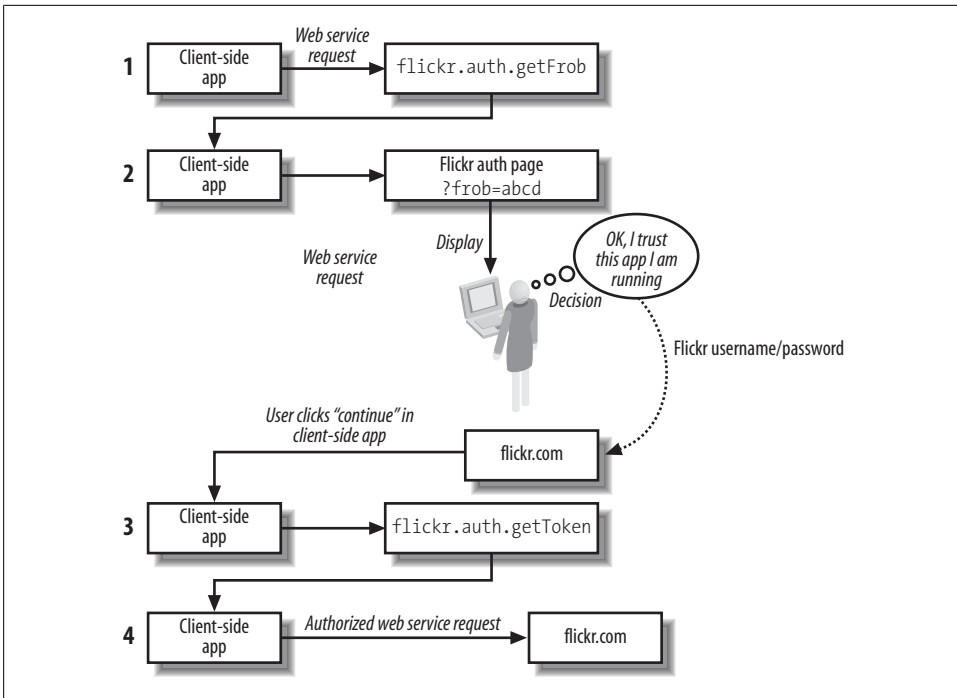 Web service
request
1
Client-side
app
flickr.auth.getFrob
2
Client-side
app
Flickr auth page
?frob=abcd
Display
Web service
request
OK, I trust
this app I am
running
Decision
Flickr username/password
User clicks “continue” in
client-side app
flickr.com
3
Client-side
app
flickr.auth.getToken
4
Client-side
app
Authorized web service request
flickr.com